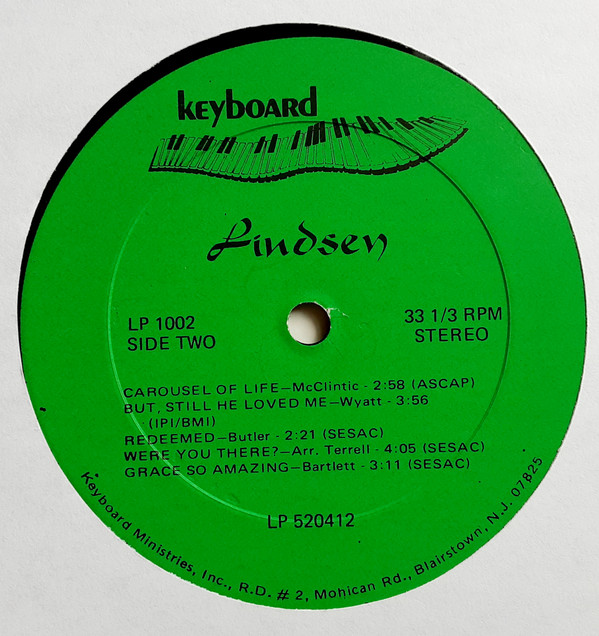 keyboard
Lindsey
LP 1002
SIDE TWO
33 1/3 RPM
STEREO
CAROUSEL OF LIFE—McClintic - 2:58 (ASCAP)
BUT, STILL HE LOVED ME—Wyatt - 3:56
(IPI/BMI)
REDEEMED—Butler - 2:21 (SESAC)
WERE YOU THERE?—Arr. Terrell - 4:05 (SESAC)
GRACE SO AMAZING—Bartlett - 3:11 (SESAC)
LP 520412
Keyboard Ministries, Inc., R.D. # 2, Mohican Rd., Blairstown, N.J. 07825